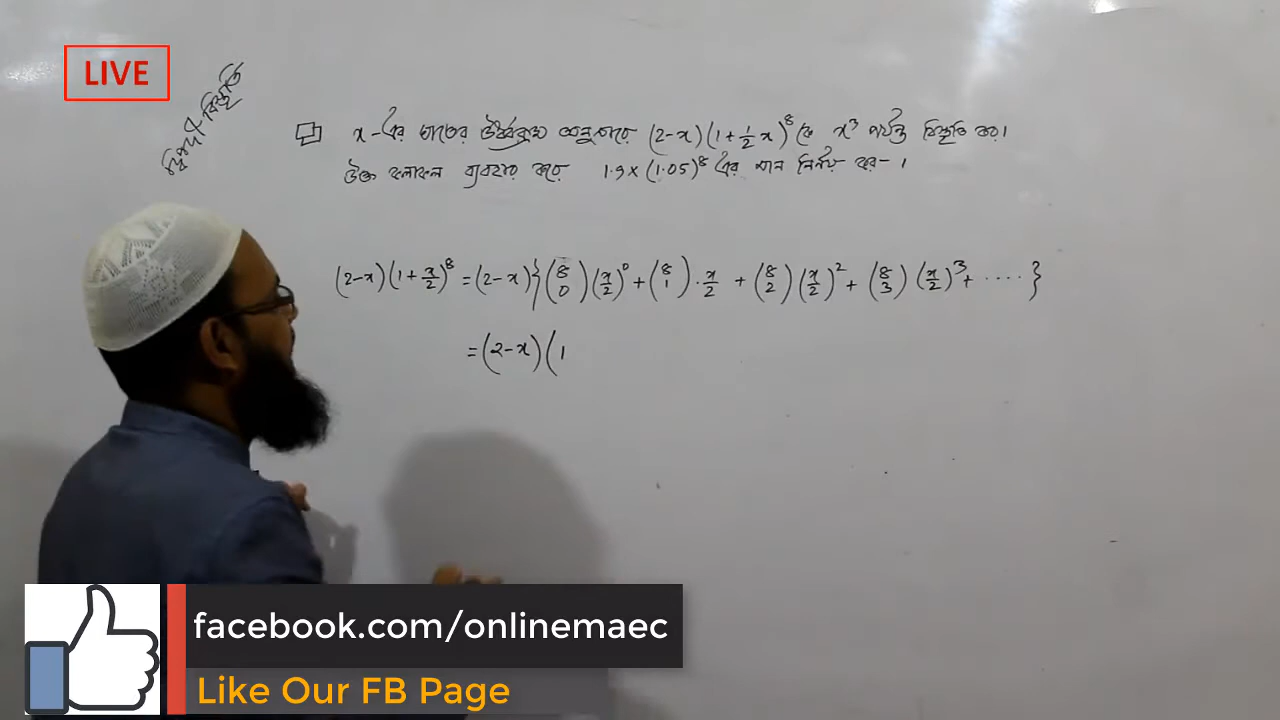 LIVE
দ্বিপদী বিস্তৃতি
x-এর ঘাতের ঊর্ধ্বক্রম অনুসারে (2-x)(1+½x)⁸ কে x³ পর্যন্ত বিস্তৃতি কর।
উক্ত ফলাফল ব্যবহার করে 1.9×(1.05)⁸ এর মান নির্ণয় কর।
(2-x)(1+x/2)⁸ = (2-x){(8 0)(x/2)⁰ + (8 1)·x/2 + (8 2)(x/2)² + (8 3)(x/2)³ + ····}
= (2-x)(1
facebook.com/onlinemaec
Like Our FB Page